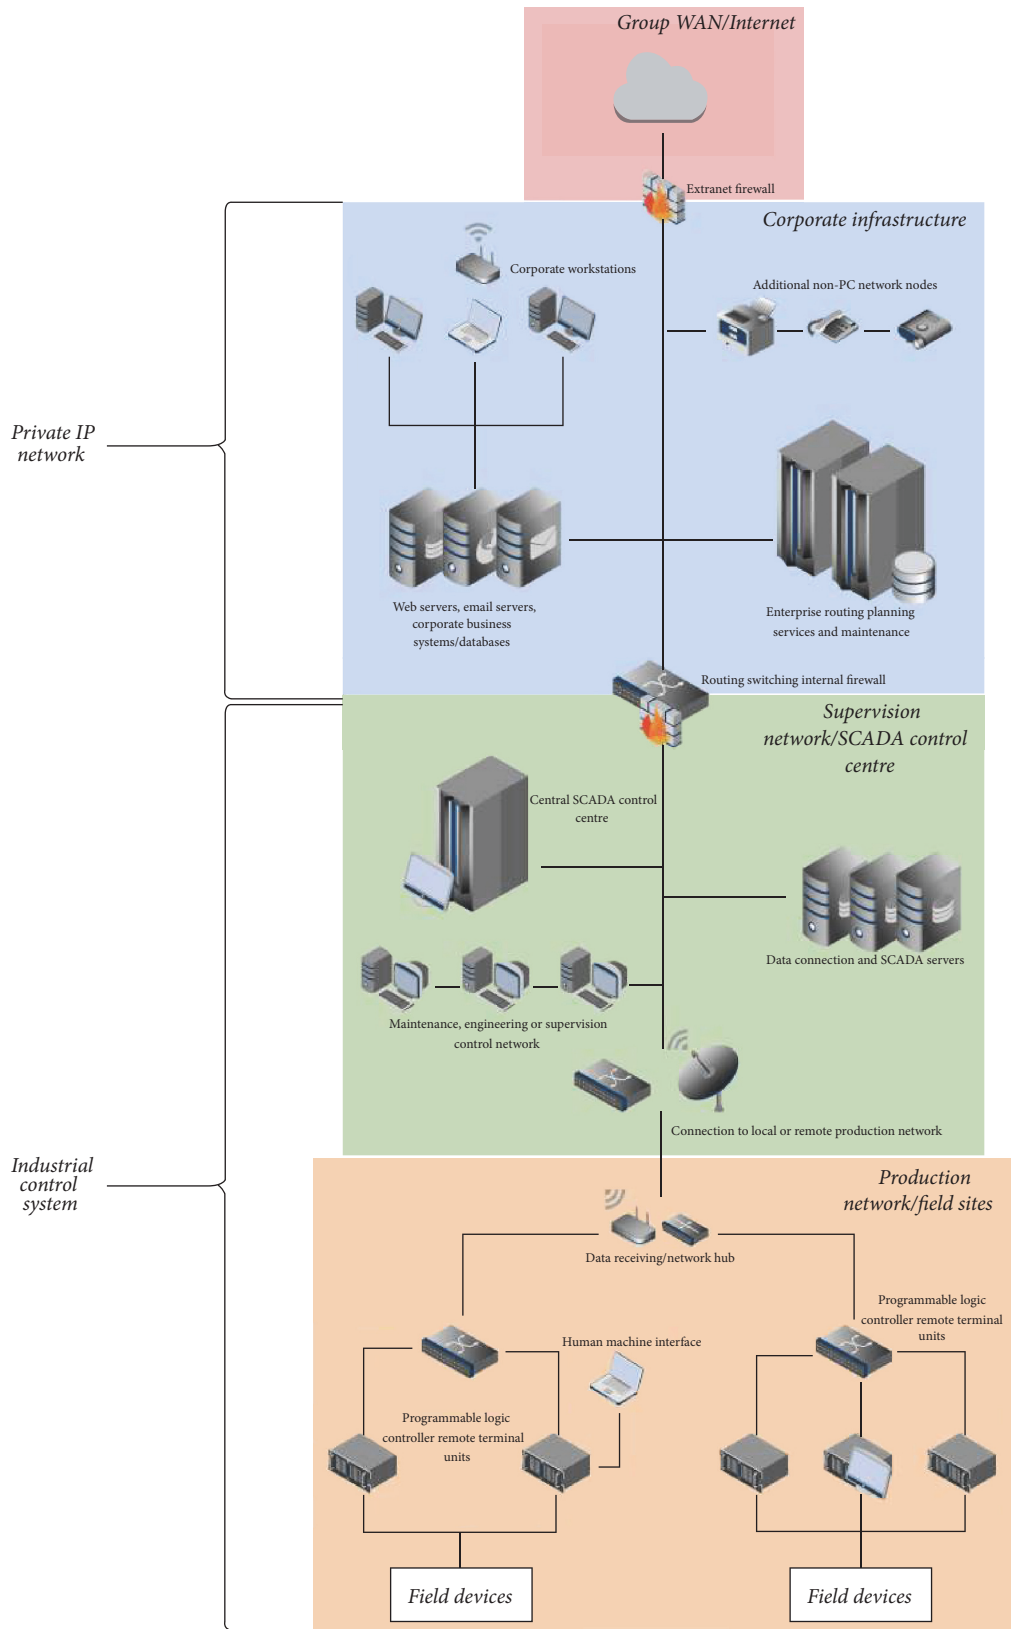 Group WAN/Internet
Extranet firewall
Corporate infrastructure
Corporate workstations
Additional non-PC network nodes
Private IP
network
Web servers, email servers,
corporate business
systems/databases
Enterprise routing planning
services and maintenance
Routing switching internal firewall
Supervision
network/SCADA control
centre
Central SCADA control
centre
Data connection and SCADA servers
Maintenance, engineering or supervision
control network
Connection to local or remote production network
Industrial
control
system
Production
network/field sites
Data receiving/network hub
Programmable logic
controller remote terminal
units
Human machine interface
Programmable logic
controller remote terminal
units
Field devices
Field devices